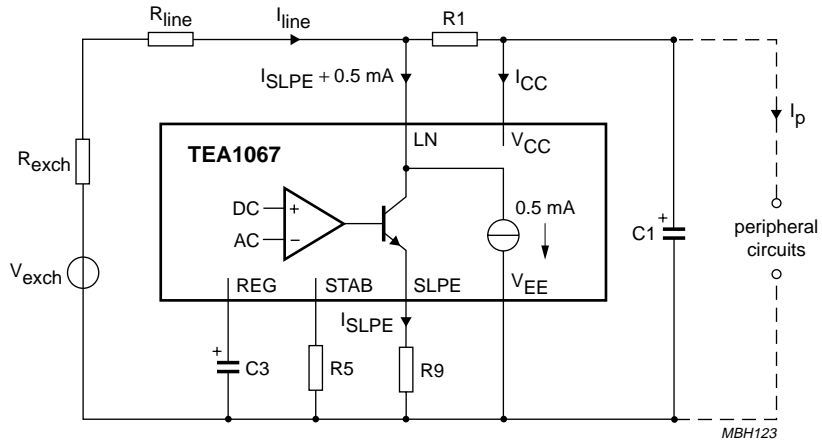 Rline
Iline
R1
ISLPE + 0.5 mA
ICC
Ip
TEA1067
LN
VCC
Rexch
DC
+
AC
−
0.5 mA
C1
+
peripheral
circuits
Vexch
REG
STAB
SLPE
VEE
ISLPE
+
C3
R5
R9
MBH123